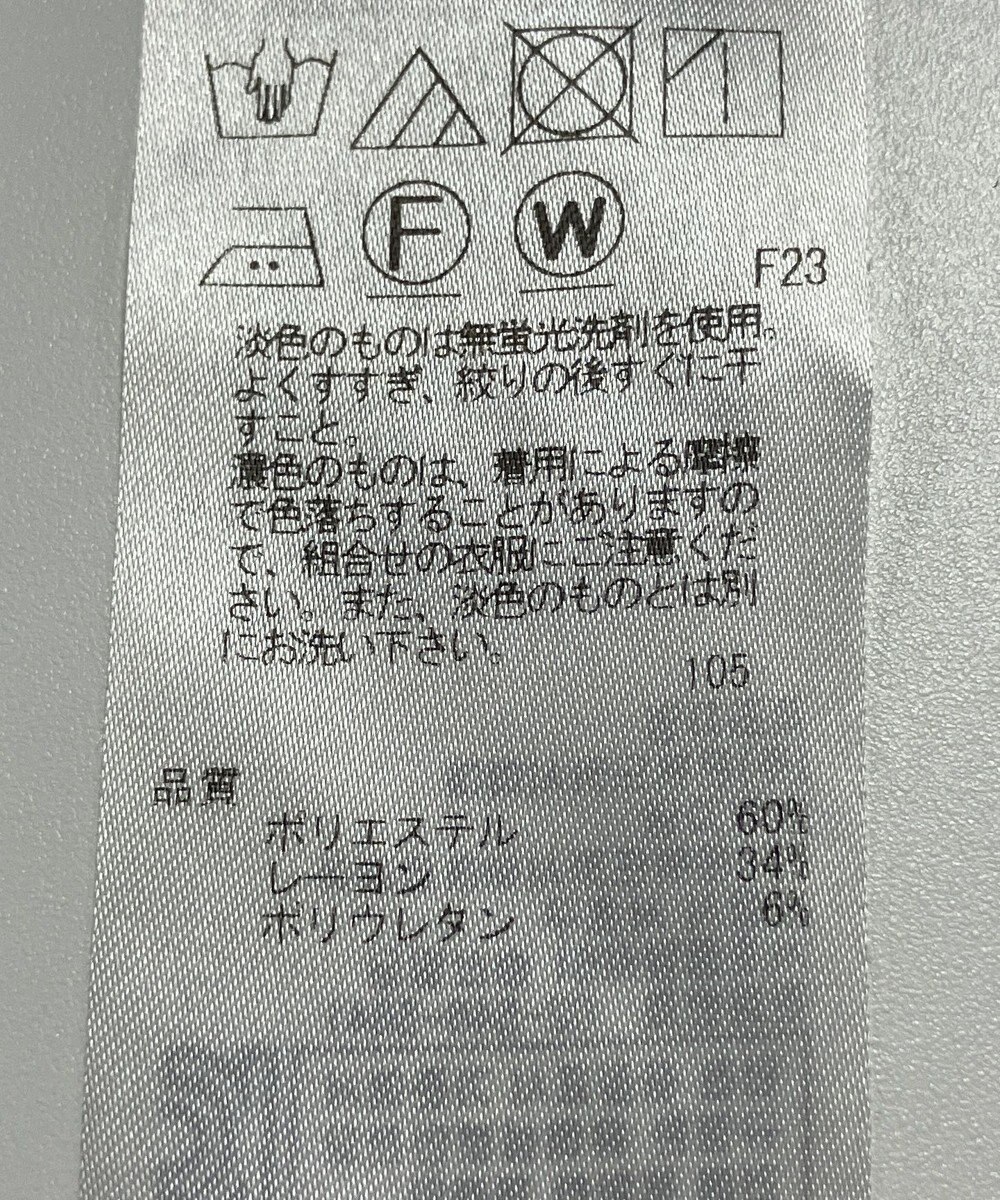 F
W
F23
淡色のものは無蛍光洗剤を使用。
よくすすぎ、絞りの後すぐに干
すこと。
濃色のものは、着用による摩擦
で色落ちすることがありますの
で、組合せの衣服にご注意くだ
さい。また、淡色のものとは別
にお洗い下さい。
105
品質
ポリエステル 60%
レーヨン 34%
ポリウレタン 6%